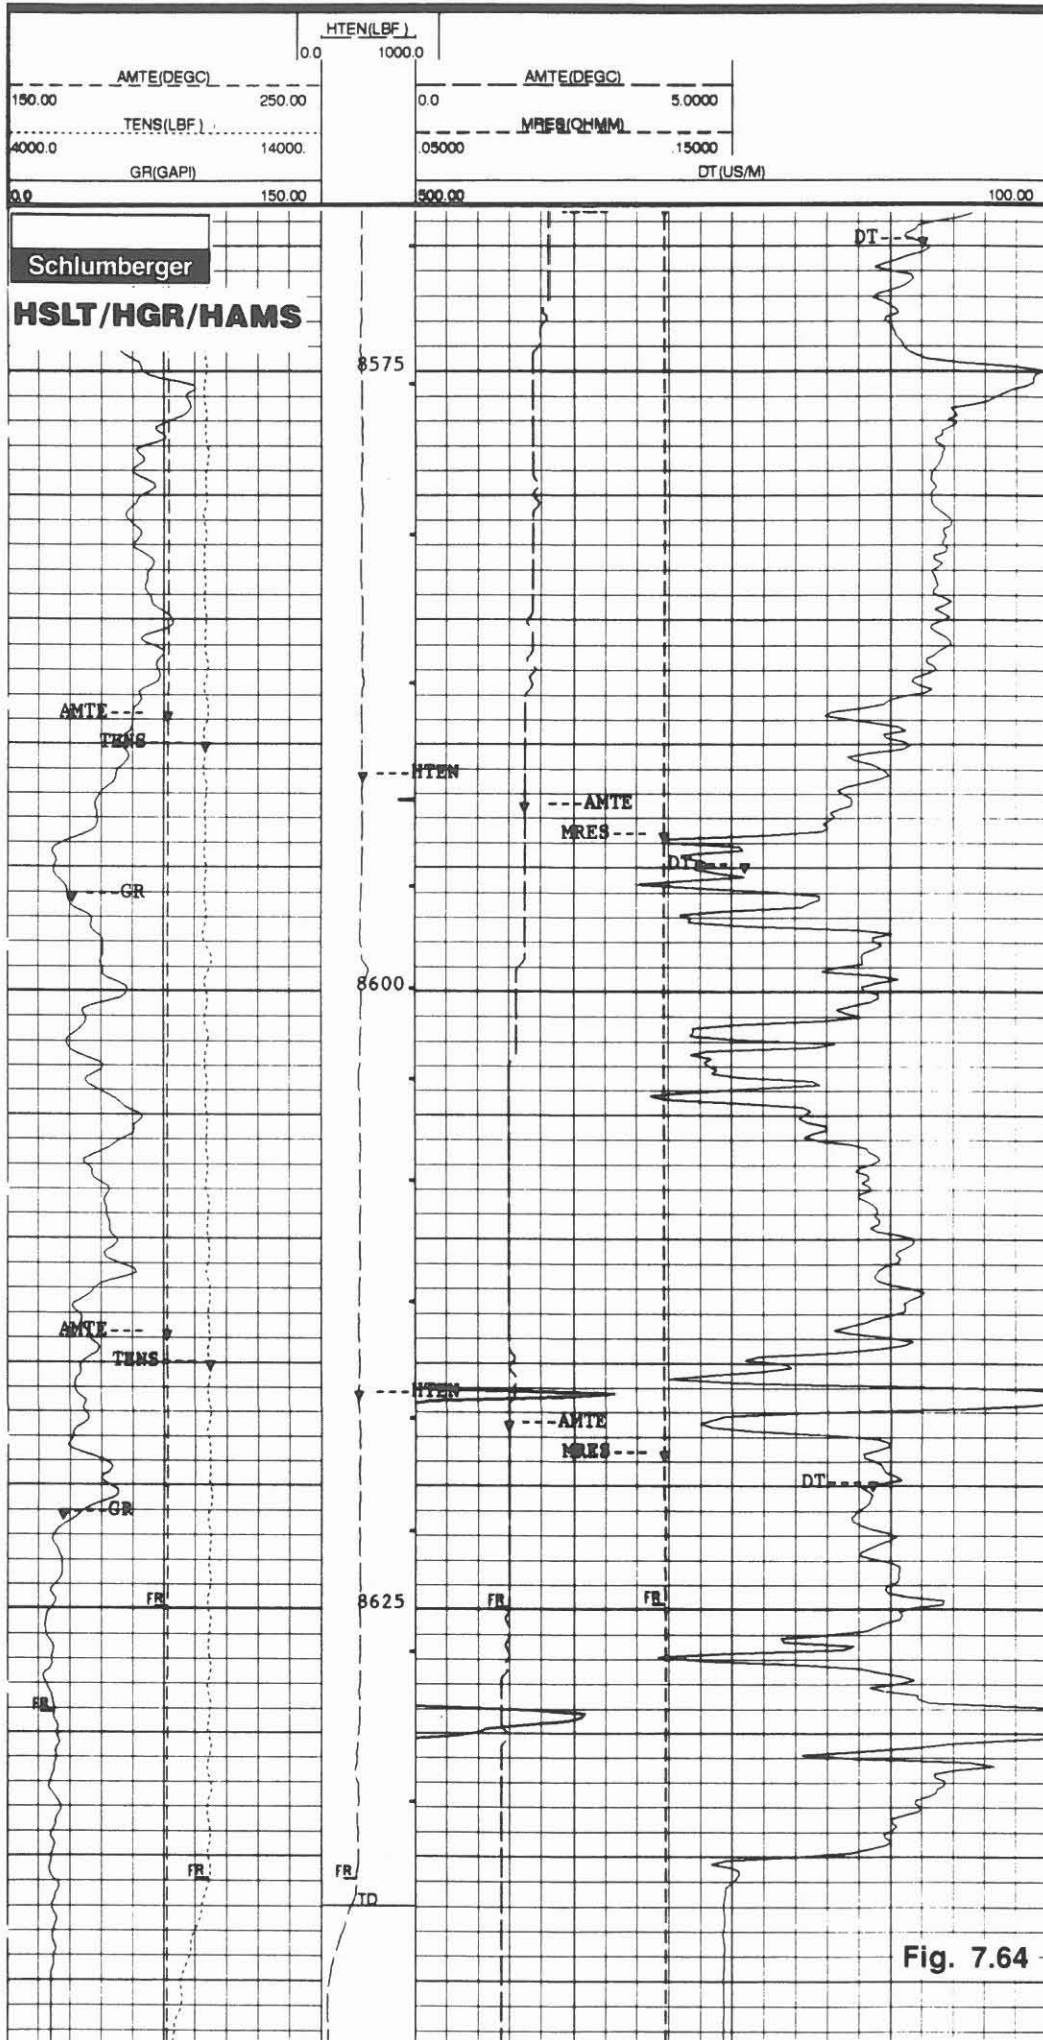 HTEN(LBF)
0.0 1000.0
AMTE(DEGC) AMTE(DEGC)
150.00 250.00 0.0 5.0000
TENS(LBF) MRES(OHMM)
4000.0 14000. .05000 .15000
GR(GAPI) DT(US/M)
0.0 150.00 500.00 100.00
Schlumberger
HSLT/HGR/HAMS
DT
8575
AMTE
TENS
HTEN
AMTE
MRES
DT
GR
8600
AMTE
TENS
HTEN
AMTE
MRES
DT
GR
FR 8625 FR FR
FR
FR FR
TD
Fig. 7.64